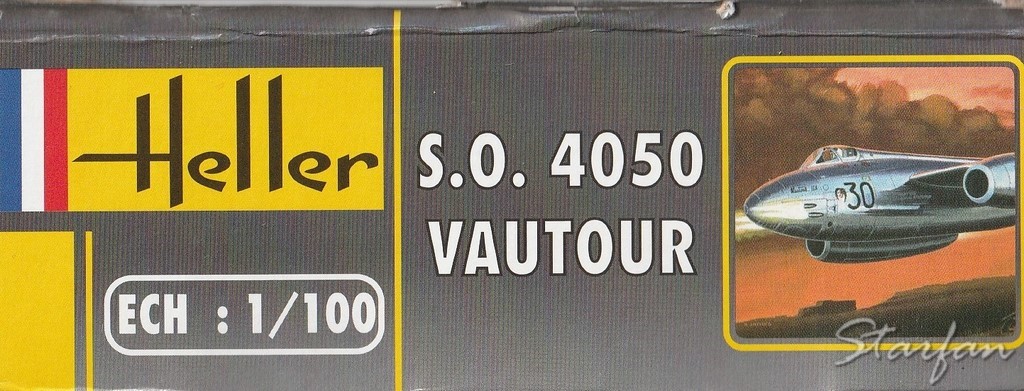 Heller
ECH : 1/100
S.O. 4050
VAUTOUR
30
Starfan